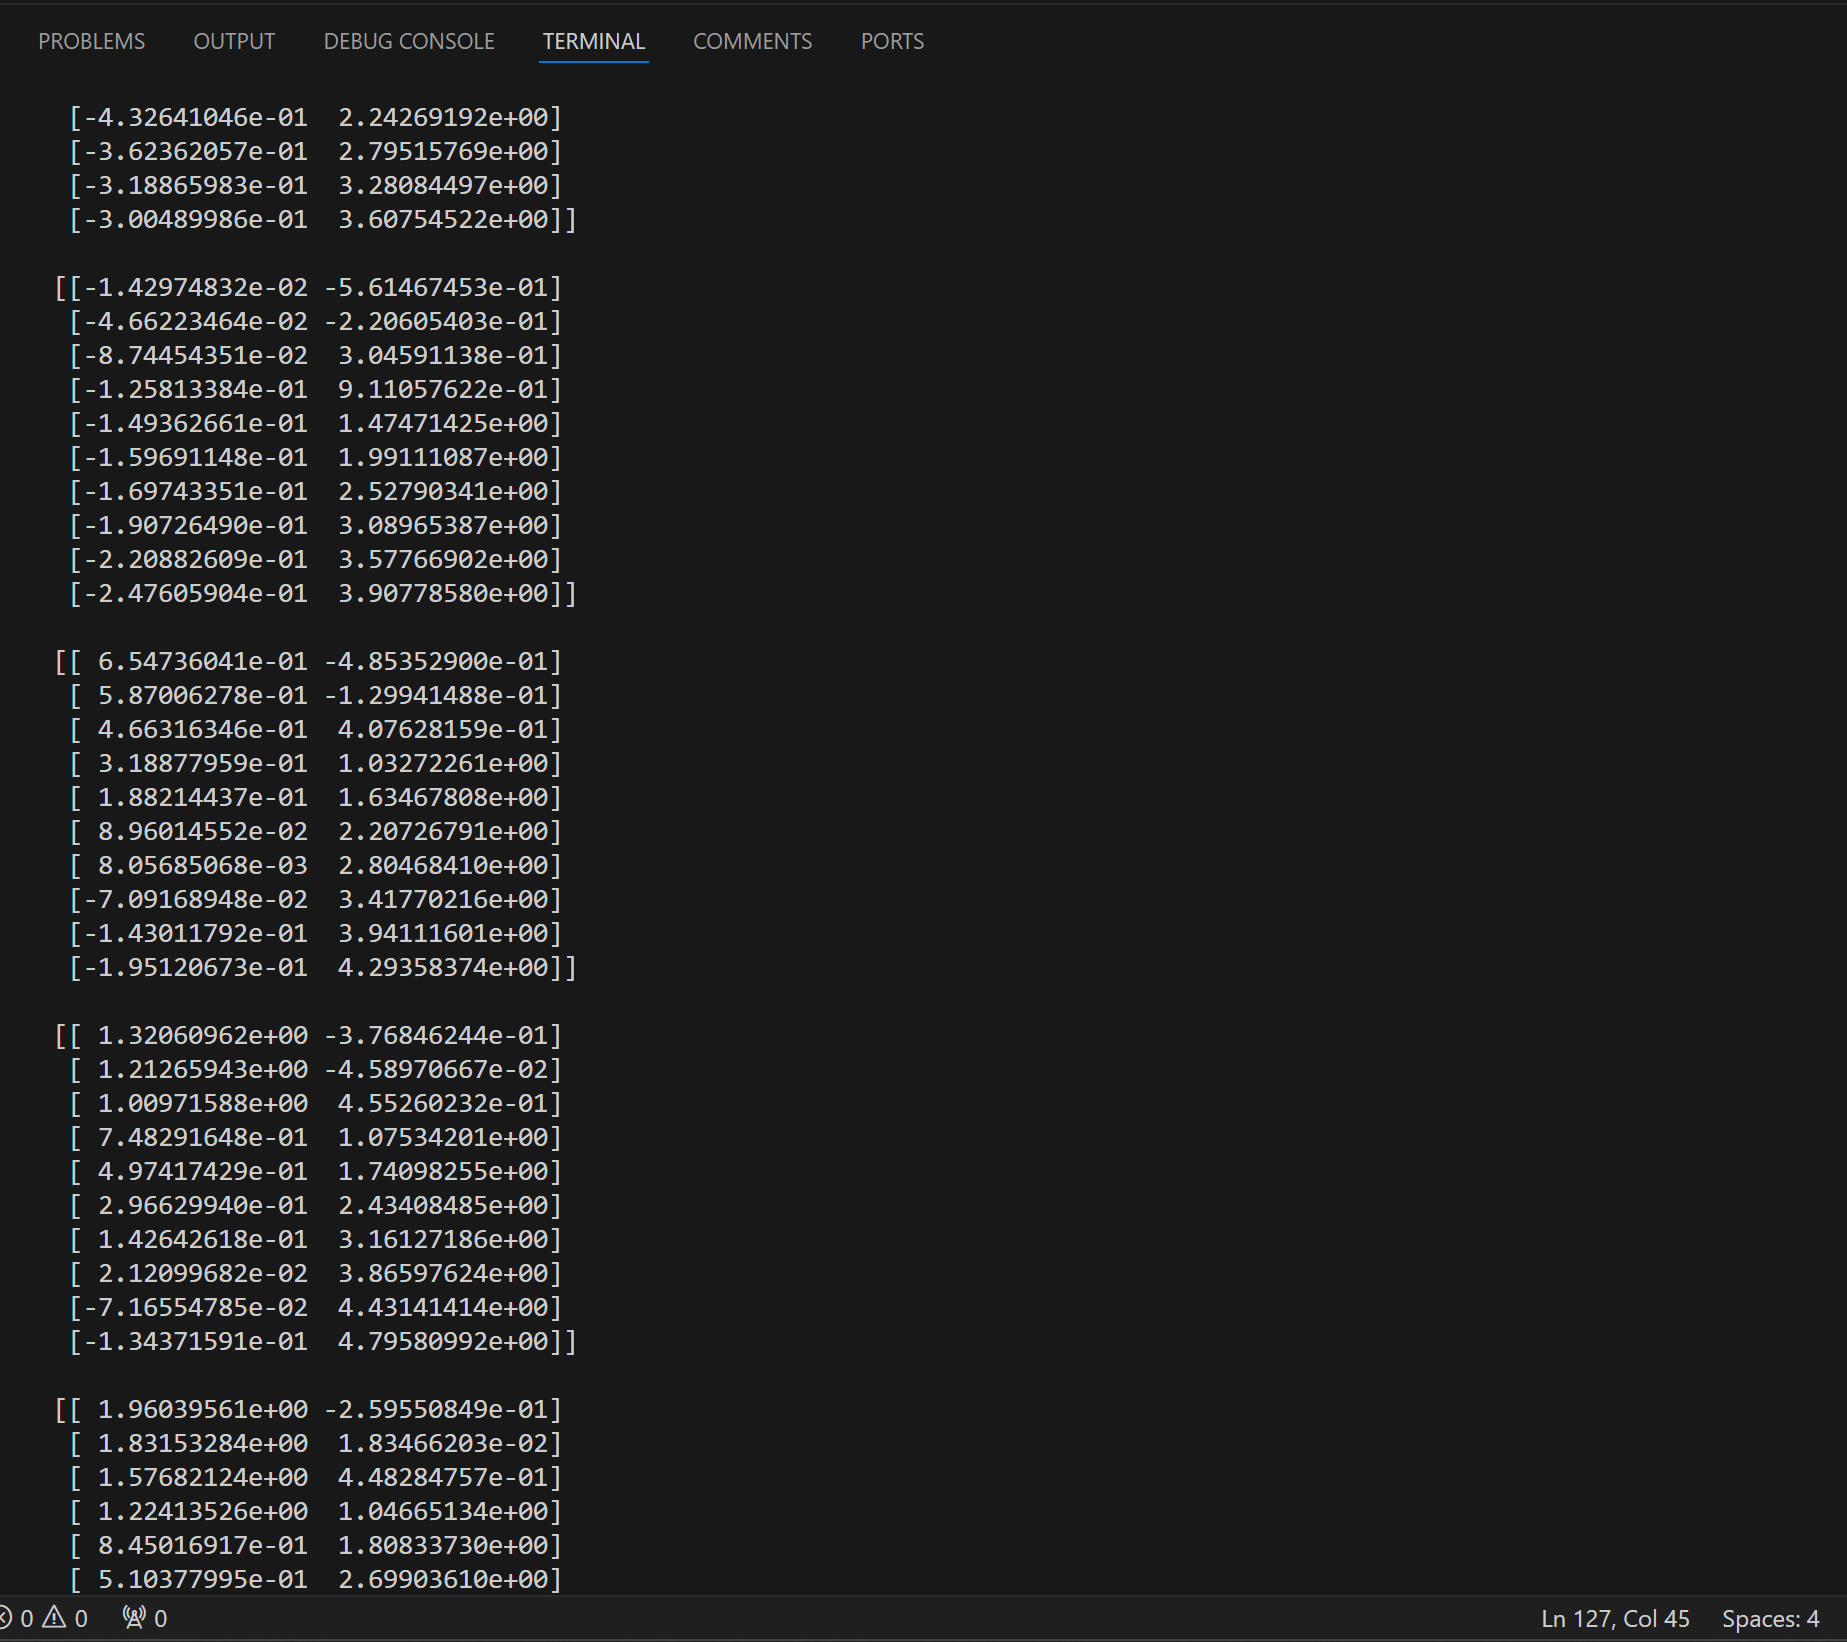 PROBLEMS OUTPUT DEBUG CONSOLE TERMINAL COMMENTS PORTS
[-4.32641046e-01  2.24269192e+00]
[-3.62362057e-01  2.79515769e+00]
[-3.18865983e-01  3.28084497e+00]
[-3.00489986e-01  3.60754522e+00]]
[[-1.42974832e-02 -5.61467453e-01]
[-4.66223464e-02 -2.20605403e-01]
[-8.74454351e-02  3.04591138e-01]
[-1.25813384e-01  9.11057622e-01]
[-1.49362661e-01  1.47471425e+00]
[-1.59691148e-01  1.99111087e+00]
[-1.69743351e-01  2.52790341e+00]
[-1.90726490e-01  3.08965387e+00]
[-2.20882609e-01  3.57766902e+00]
[-2.47605904e-01  3.90778580e+00]]
[[ 6.54736041e-01 -4.85352900e-01]
[ 5.87006278e-01 -1.29941488e-01]
[ 4.66316346e-01  4.07628159e-01]
[ 3.18877959e-01  1.03272261e+00]
[ 1.88214437e-01  1.63467808e+00]
[ 8.96014552e-02  2.20726791e+00]
[ 8.05685068e-03  2.80468410e+00]
[-7.09168948e-02  3.41770216e+00]
[-1.43011792e-01  3.94111601e+00]
[-1.95120673e-01  4.29358374e+00]]
[[ 1.32060962e+00 -3.76846244e-01]
[ 1.21265943e+00 -4.58970667e-02]
[ 1.00971588e+00  4.55260232e-01]
[ 7.48291648e-01  1.07534201e+00]
[ 4.97417429e-01  1.74098255e+00]
[ 2.96629940e-01  2.43408485e+00]
[ 1.42642618e-01  3.16127186e+00]
[ 2.12099682e-02  3.86597624e+00]
[-7.16554785e-02  4.43141414e+00]
[-1.34371591e-01  4.79580992e+00]]
[[ 1.96039561e+00 -2.59550849e-01]
[ 1.83153284e+00  1.83466203e-02]
[ 1.57682124e+00  4.48284757e-01]
[ 1.22413526e+00  1.04665134e+00]
[ 8.45016917e-01  1.80833730e+00]
[ 5.10377995e-01  2.69903610e+00]
0 0 0 Ln 127, Col 45 Spaces: 4